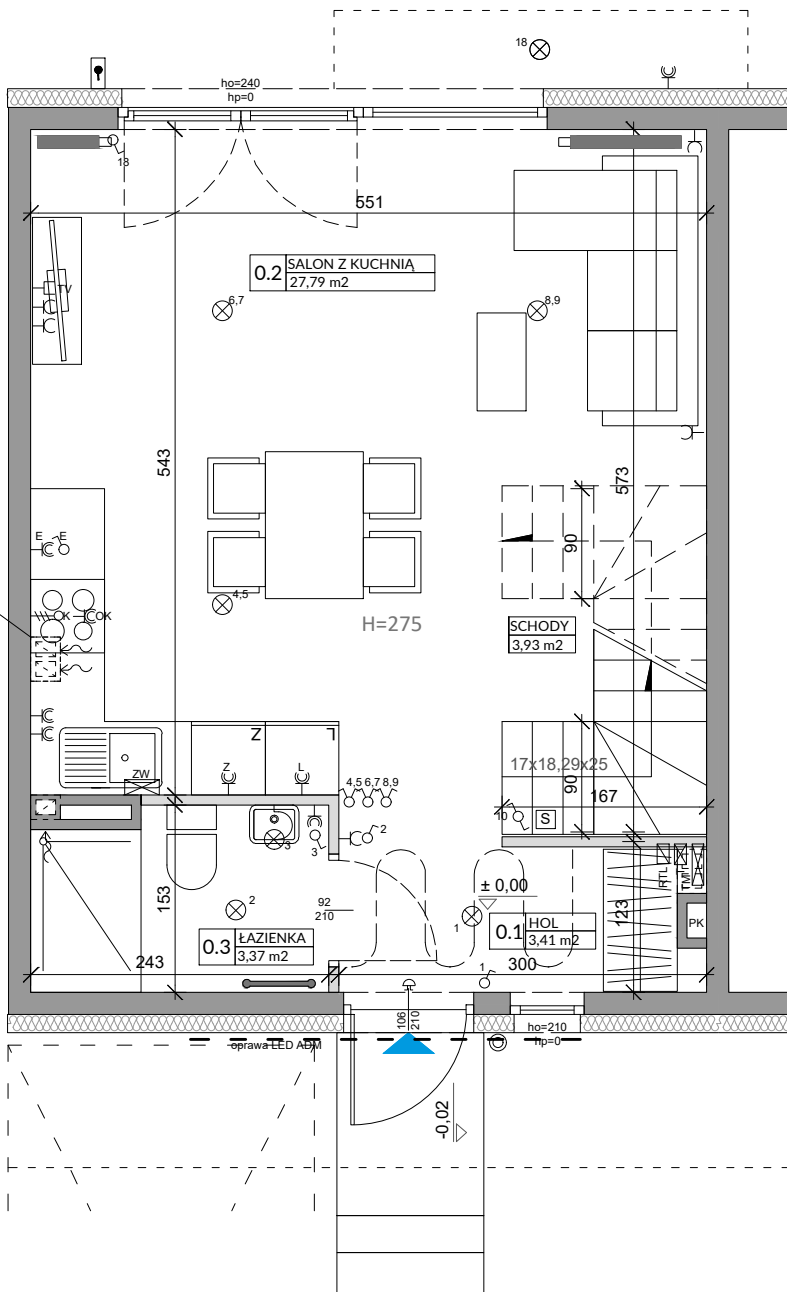 18
ho=240
hp=0
18
551
0.2 SALON Z KUCHNIĄ
27,79 m2
TV
6,7
8,9
543
573
E E
90
4,5
OK OK
H=275
SCHODY
3,93 m2
Z L
Z L
ZW
17x18,29x25
4,5 6,7 8,9
90
167
10
S
3
3
2
RTL
TM
± 0,00
153
2
92
210
123
1
0.1 HOL
3,41 m2
PK
0.3 ŁAZIENKA
3,37 m2
243
300
1
106
210
ho=210
hp=0
oprawa LED ADM
-0,02